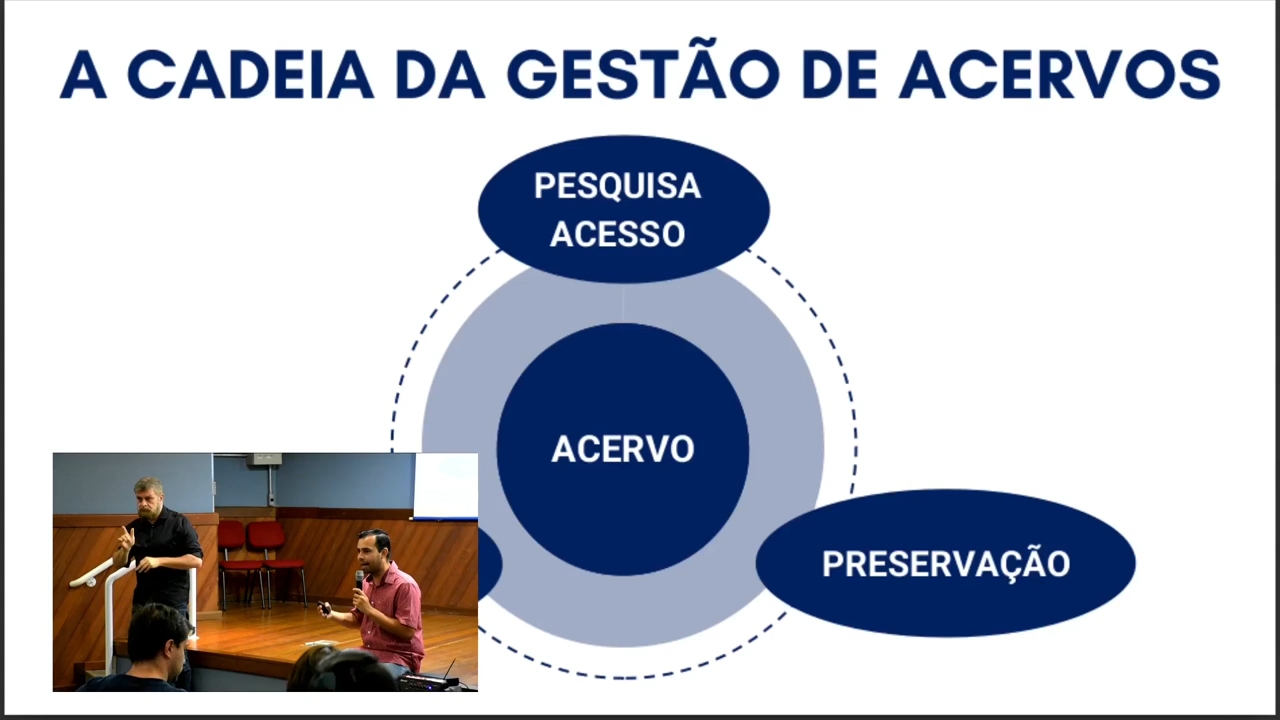 A CADEIA DA GESTÃO DE ACERVOS
PESQUISA
ACESSO
ACERVO
PRESERVAÇÃO